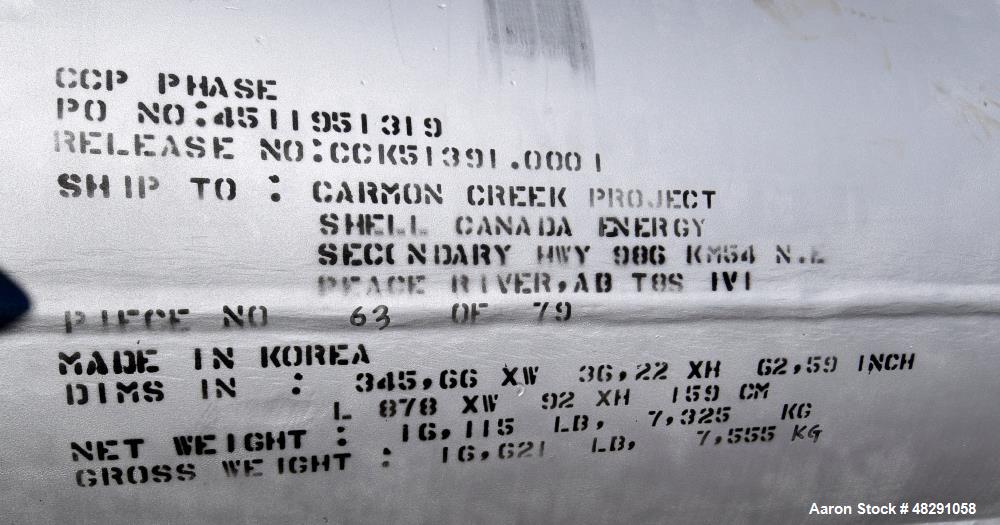 CCP PHASE
PO NO:4511951319
RELEASE NO:CCK51391.0001
SHIP TO : CARMON CREEK PROJECT
SHELL CANADA ENERGY
SECONDARY HWY 986 KM54 N.E
PEACE RIVER,AB T8S 1V1
PIECE NO 63 OF 79
MADE IN KOREA
DIMS IN : 345,66 XW 36,22 XH 62,59 INCH
L 878 XW 92 XH 159 CM
NET WEIGHT : 16,115 LB, 7,325 KG
GROSS WEIGHT : 16,621 LB, 7,555 KG
Aaron Stock # 48291058